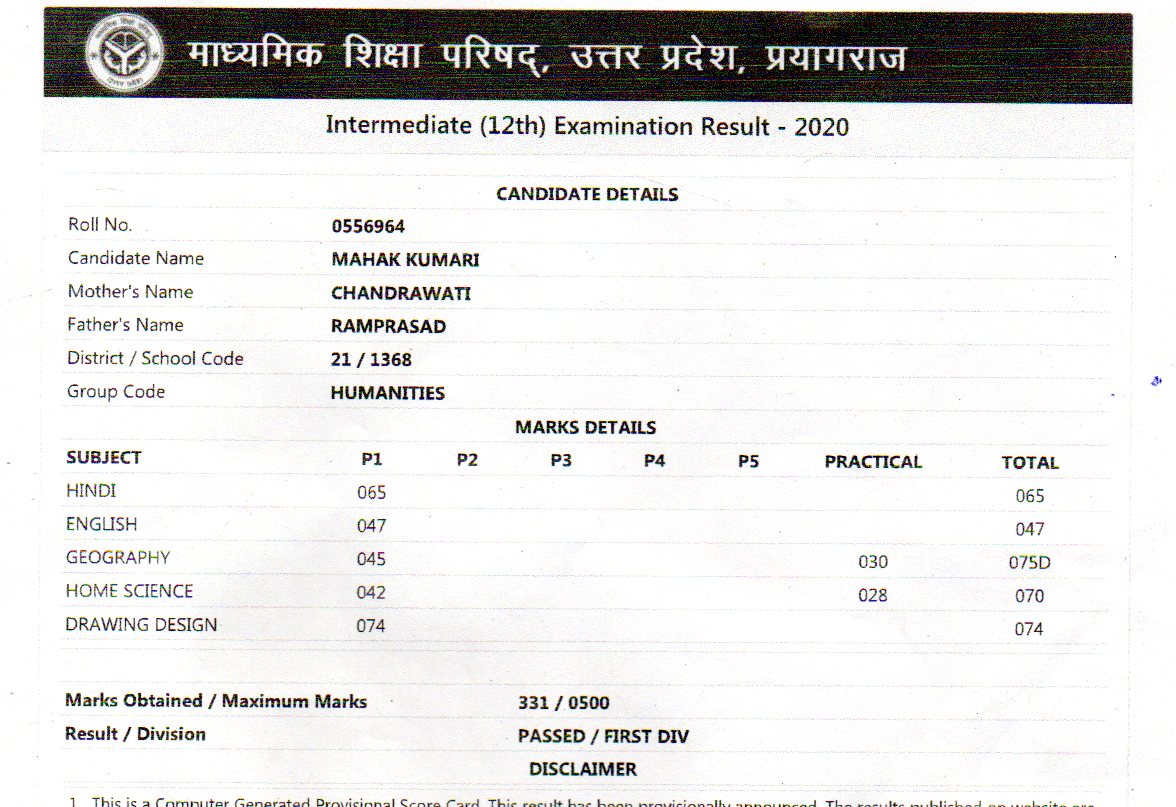 माध्यमिक शिक्षा परिषद्, उत्तर प्रदेश, प्रयागराज
Intermediate (12th) Examination Result - 2020
CANDIDATE DETAILS
Roll No. 0556964
Candidate Name MAHAK KUMARI
Mother's Name CHANDRAWATI
Father's Name RAMPRASAD
District / School Code 21 / 1368
Group Code HUMANITIES
MARKS DETAILS
SUBJECT P1 P2 P3 P4 P5 PRACTICAL TOTAL
HINDI 065 065
ENGLISH 047 047
GEOGRAPHY 045 030 075D
HOME SCIENCE 042 028 070
DRAWING DESIGN 074 074
Marks Obtained / Maximum Marks 331 / 0500
Result / Division PASSED / FIRST DIV
DISCLAIMER
1. This is a Computer Generated Provisional Score Card. This result has been provisionally announced. The results published on website are